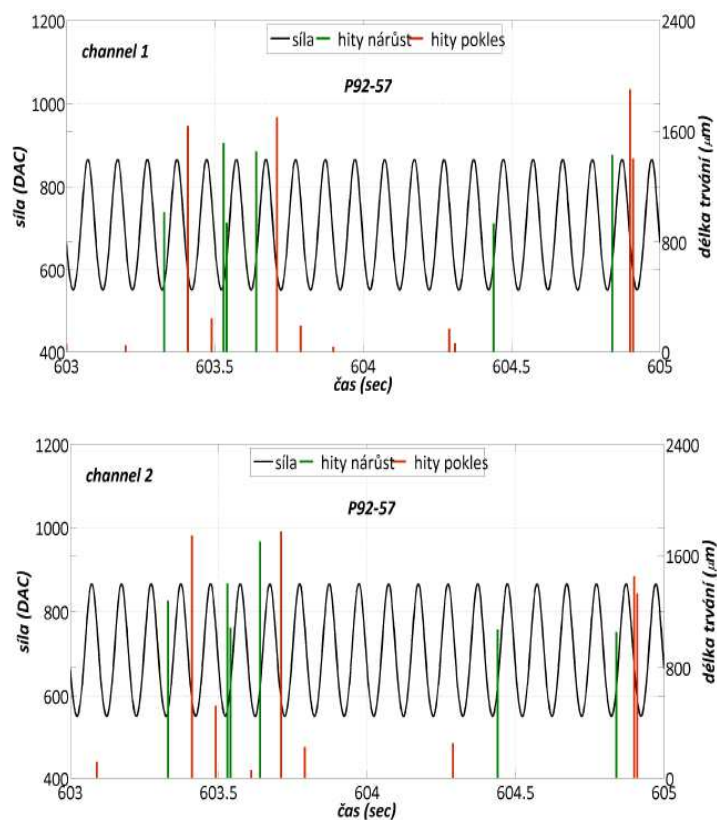 1200
2400
channel 1
síla hity nárůst hity pokles
P92-57
1000
1600
800
800
600
400
0
603
603.5
604
604.5
605
síla (DAC)
délka trvání (μm)
čas (sec)
1200
2400
channel 2
síla hity nárůst hity pokles
P92-57
1000
1600
800
800
600
400
0
603
603.5
604
604.5
605
síla (DAC)
délka trvání (μm)
čas (sec)